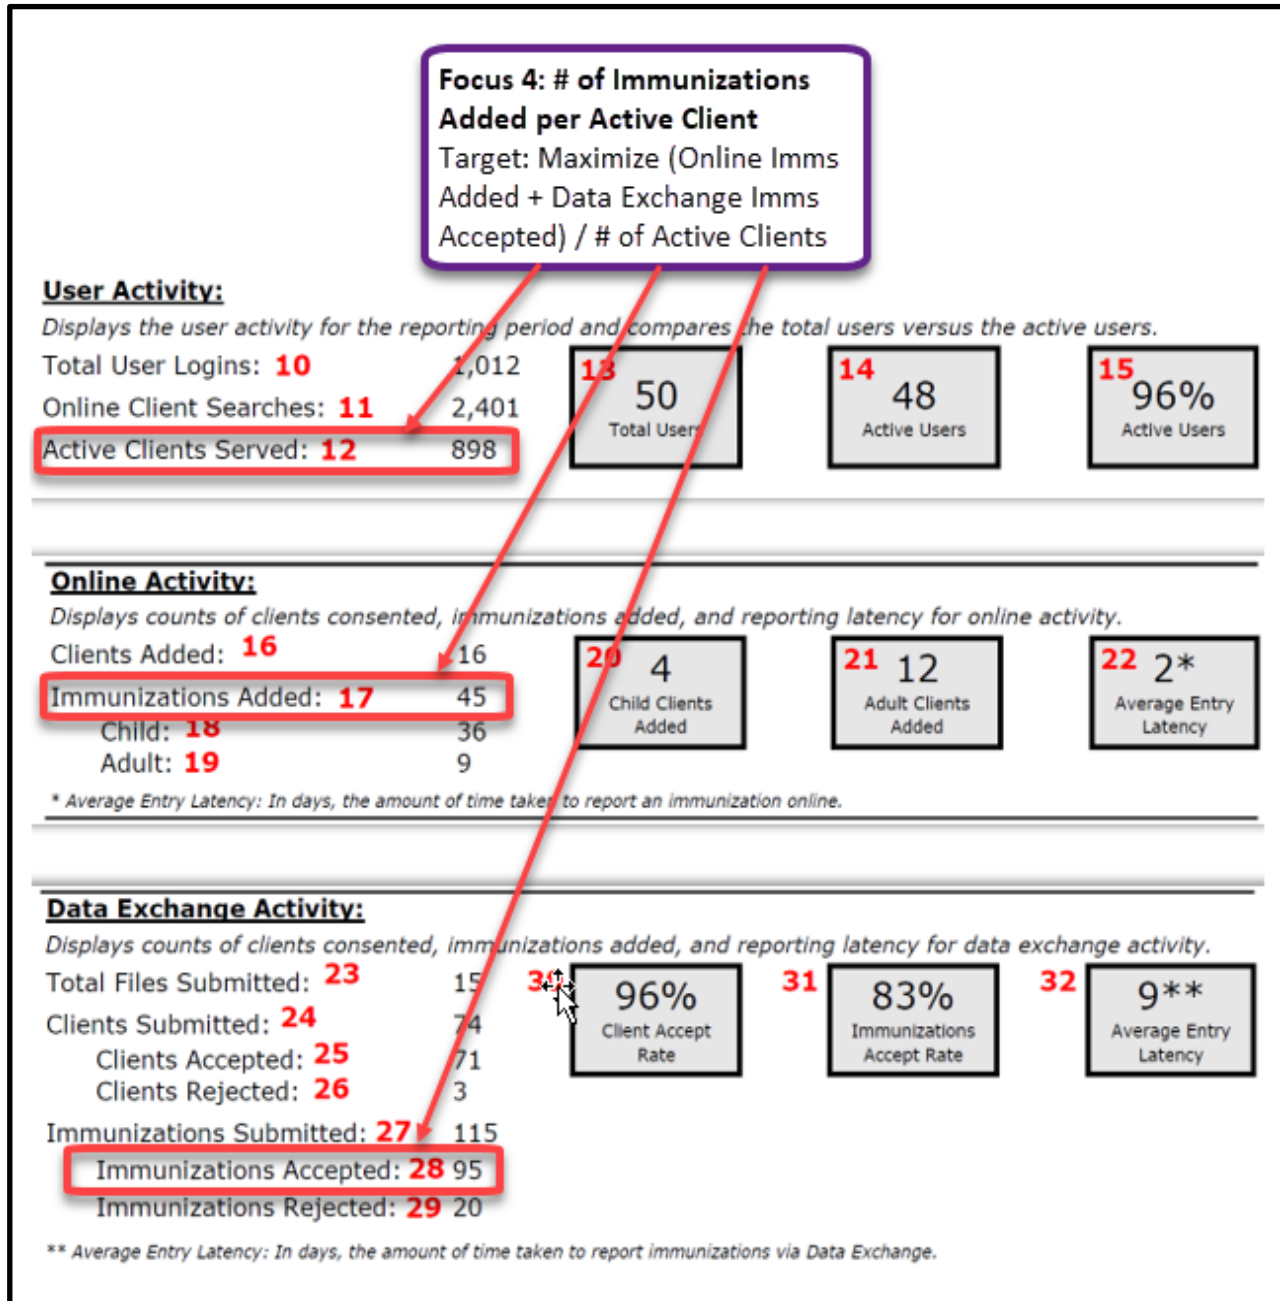 Focus 4: # of Immunizations
Added per Active Client
Target: Maximize (Online Imms
Added + Data Exchange Imms
Accepted) / # of Active Clients
User Activity:
Displays the user activity for the reporting period and compares the total users versus the active users.
Total User Logins: 10 1,012
Online Client Searches: 11 2,401
Active Clients Served: 12 898
13 50
Total Users
14 48
Active Users
15 96%
Active Users
Online Activity:
Displays counts of clients consented, immunizations added, and reporting latency for online activity.
Clients Added: 16 16
Immunizations Added: 17 45
Child: 18 36
Adult: 19 9
20 4
Child Clients
Added
21 12
Adult Clients
Added
22 2*
Average Entry
Latency
* Average Entry Latency: In days, the amount of time taken to report an immunization online.
Data Exchange Activity:
Displays counts of clients consented, immunizations added, and reporting latency for data exchange activity.
Total Files Submitted: 23 15
Clients Submitted: 24 74
Clients Accepted: 25 71
Clients Rejected: 26 3
Immunizations Submitted: 27 115
Immunizations Accepted: 28 95
Immunizations Rejected: 29 20
96%
Client Accept
Rate
31 83%
Immunizations
Accept Rate
32 9**
Average Entry
Latency
** Average Entry Latency: In days, the amount of time taken to report immunizations via Data Exchange.